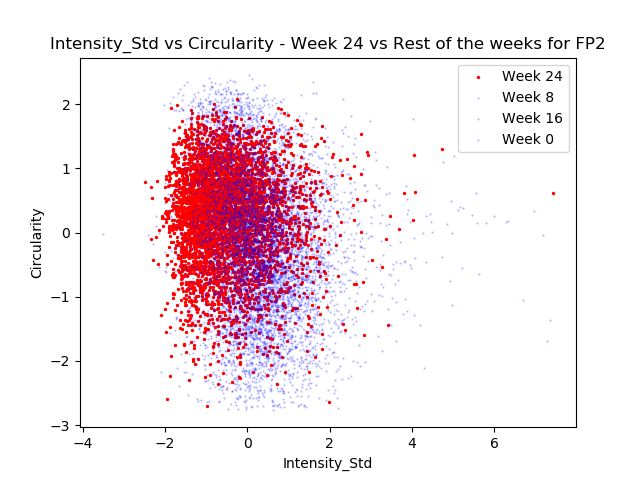 Intensity_Std vs Circularity - Week 24 vs Rest of the weeks for FP2
Week 24
Week 8
Week 16
Week 0
Circularity
2
1
0
−1
−2
−3
−4
−2
0
2
4
6
Intensity_Std